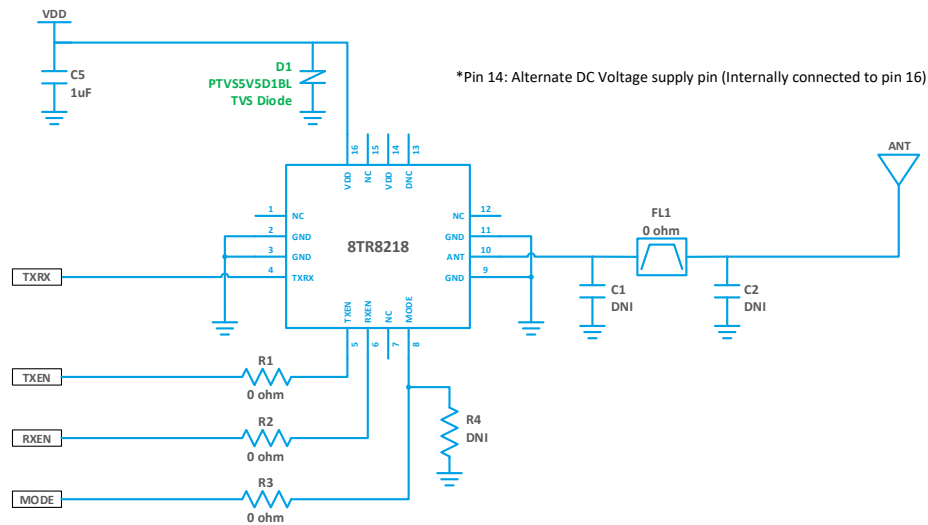 VDD
C5
1uF
D1
PTVS5V5D1BL
TVS Diode
*Pin 14: Alternate DC Voltage supply pin (Internally connected to pin 16)
16
15
14
13
VDD
NC
VDD
DNC
ANT
1
NC
NC
12
2
GND
GND
11
8TR8218
3
GND
ANT
10
4
TXRX
GND
9
TXRX
FL1
0 ohm
C1
DNI
C2
DNI
TXEN
RXEN
NC
MODE
5
6
7
8
TXEN
R1
0 ohm
RXEN
R2
0 ohm
R4
DNI
MODE
R3
0 ohm